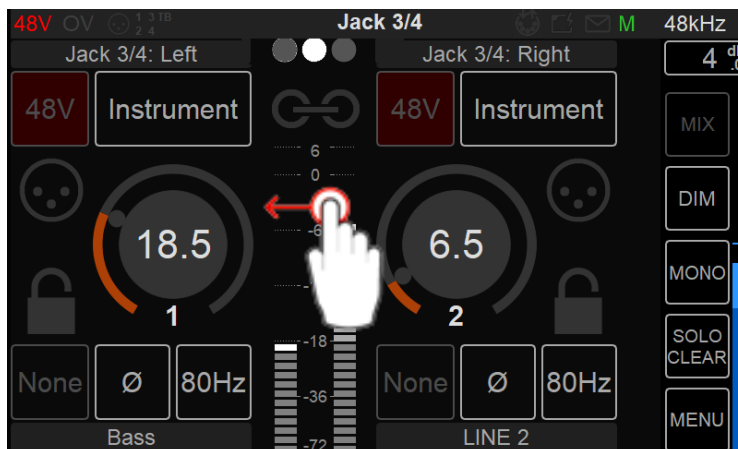 48V OV 1 3 TB Jack 3/4 M 48kHz
2 4
Jack 3/4: Left Jack 3/4: Right 4
48V Instrument 48V Instrument MIX
6
0
-6
DIM
18.5 6.5
MONO
1 2
-18
SOLO
CLEAR
None Ø 80Hz None Ø 80Hz
-36
MENU
Bass LINE 2
-72